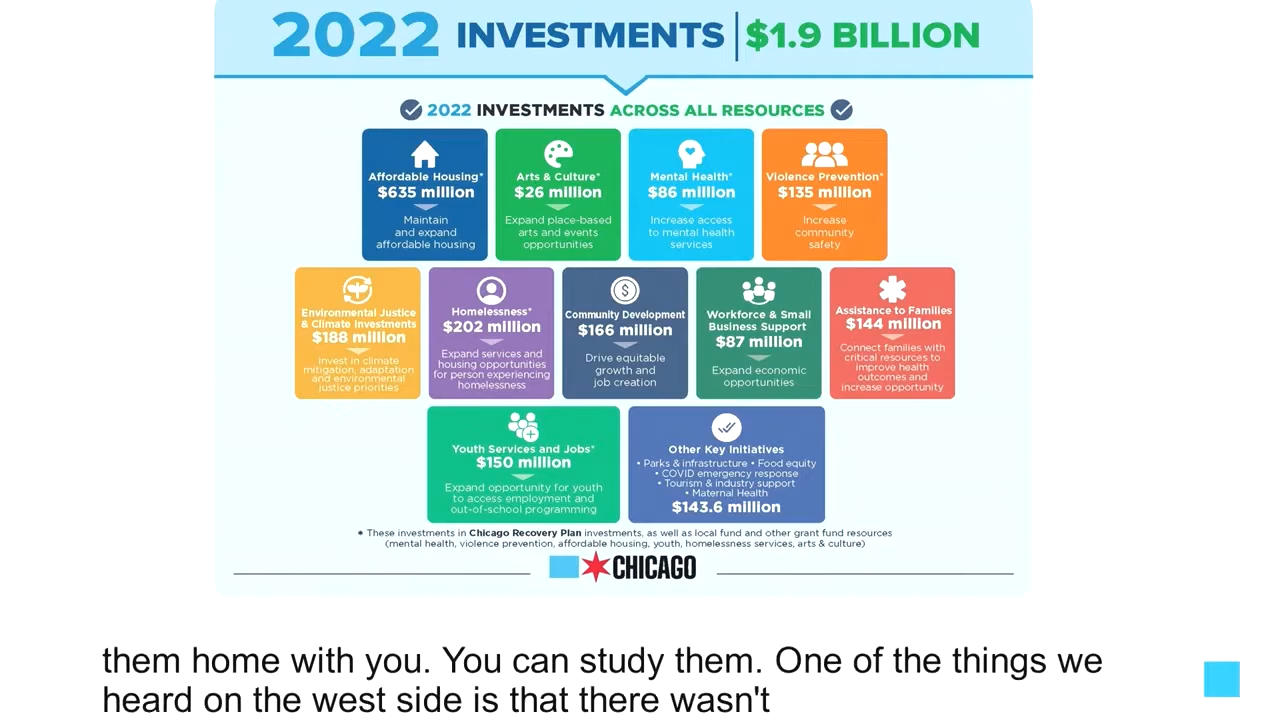 2022 INVESTMENTS | $1.9 BILLION
2022 INVESTMENTS ACROSS ALL RESOURCES
Affordable Housing*
$635 million
Maintain
and expand
affordable housing
Arts & Culture*
$26 million
Expand place-based
arts and events
opportunities
Mental Health*
$86 million
Increase access
to mental health
services
Violence Prevention*
$135 million
Increase
community
safety
Environmental Justice
& Climate Investments
$188 million
Invest in climate
mitigation, adaptation
and environmental
justice priorities
Homelessness*
$202 million
Expand services and
housing opportunities
for person experiencing
homelessness
Community Development
$166 million
Drive equitable
growth and
job creation
Workforce & Small
Business Support
$87 million
Expand economic
opportunities
Assistance to Families
$144 million
Connect families with
critical resources to
improve health
outcomes and
increase opportunity
Youth Services and Jobs*
$150 million
Expand opportunity for youth
to access employment and
out-of-school programming
Other Key Initiatives
• Parks & infrastructure • Food equity
• COVID emergency response
• Tourism & industry support
• Maternal Health
$143.6 million
* These investments in Chicago Recovery Plan investments, as well as local fund and other grant fund resources
(mental health, violence prevention, affordable housing, youth, homelessness services, arts & culture)
CHICAGO
them home with you. You can study them. One of the things we
heard on the west side is that there wasn't